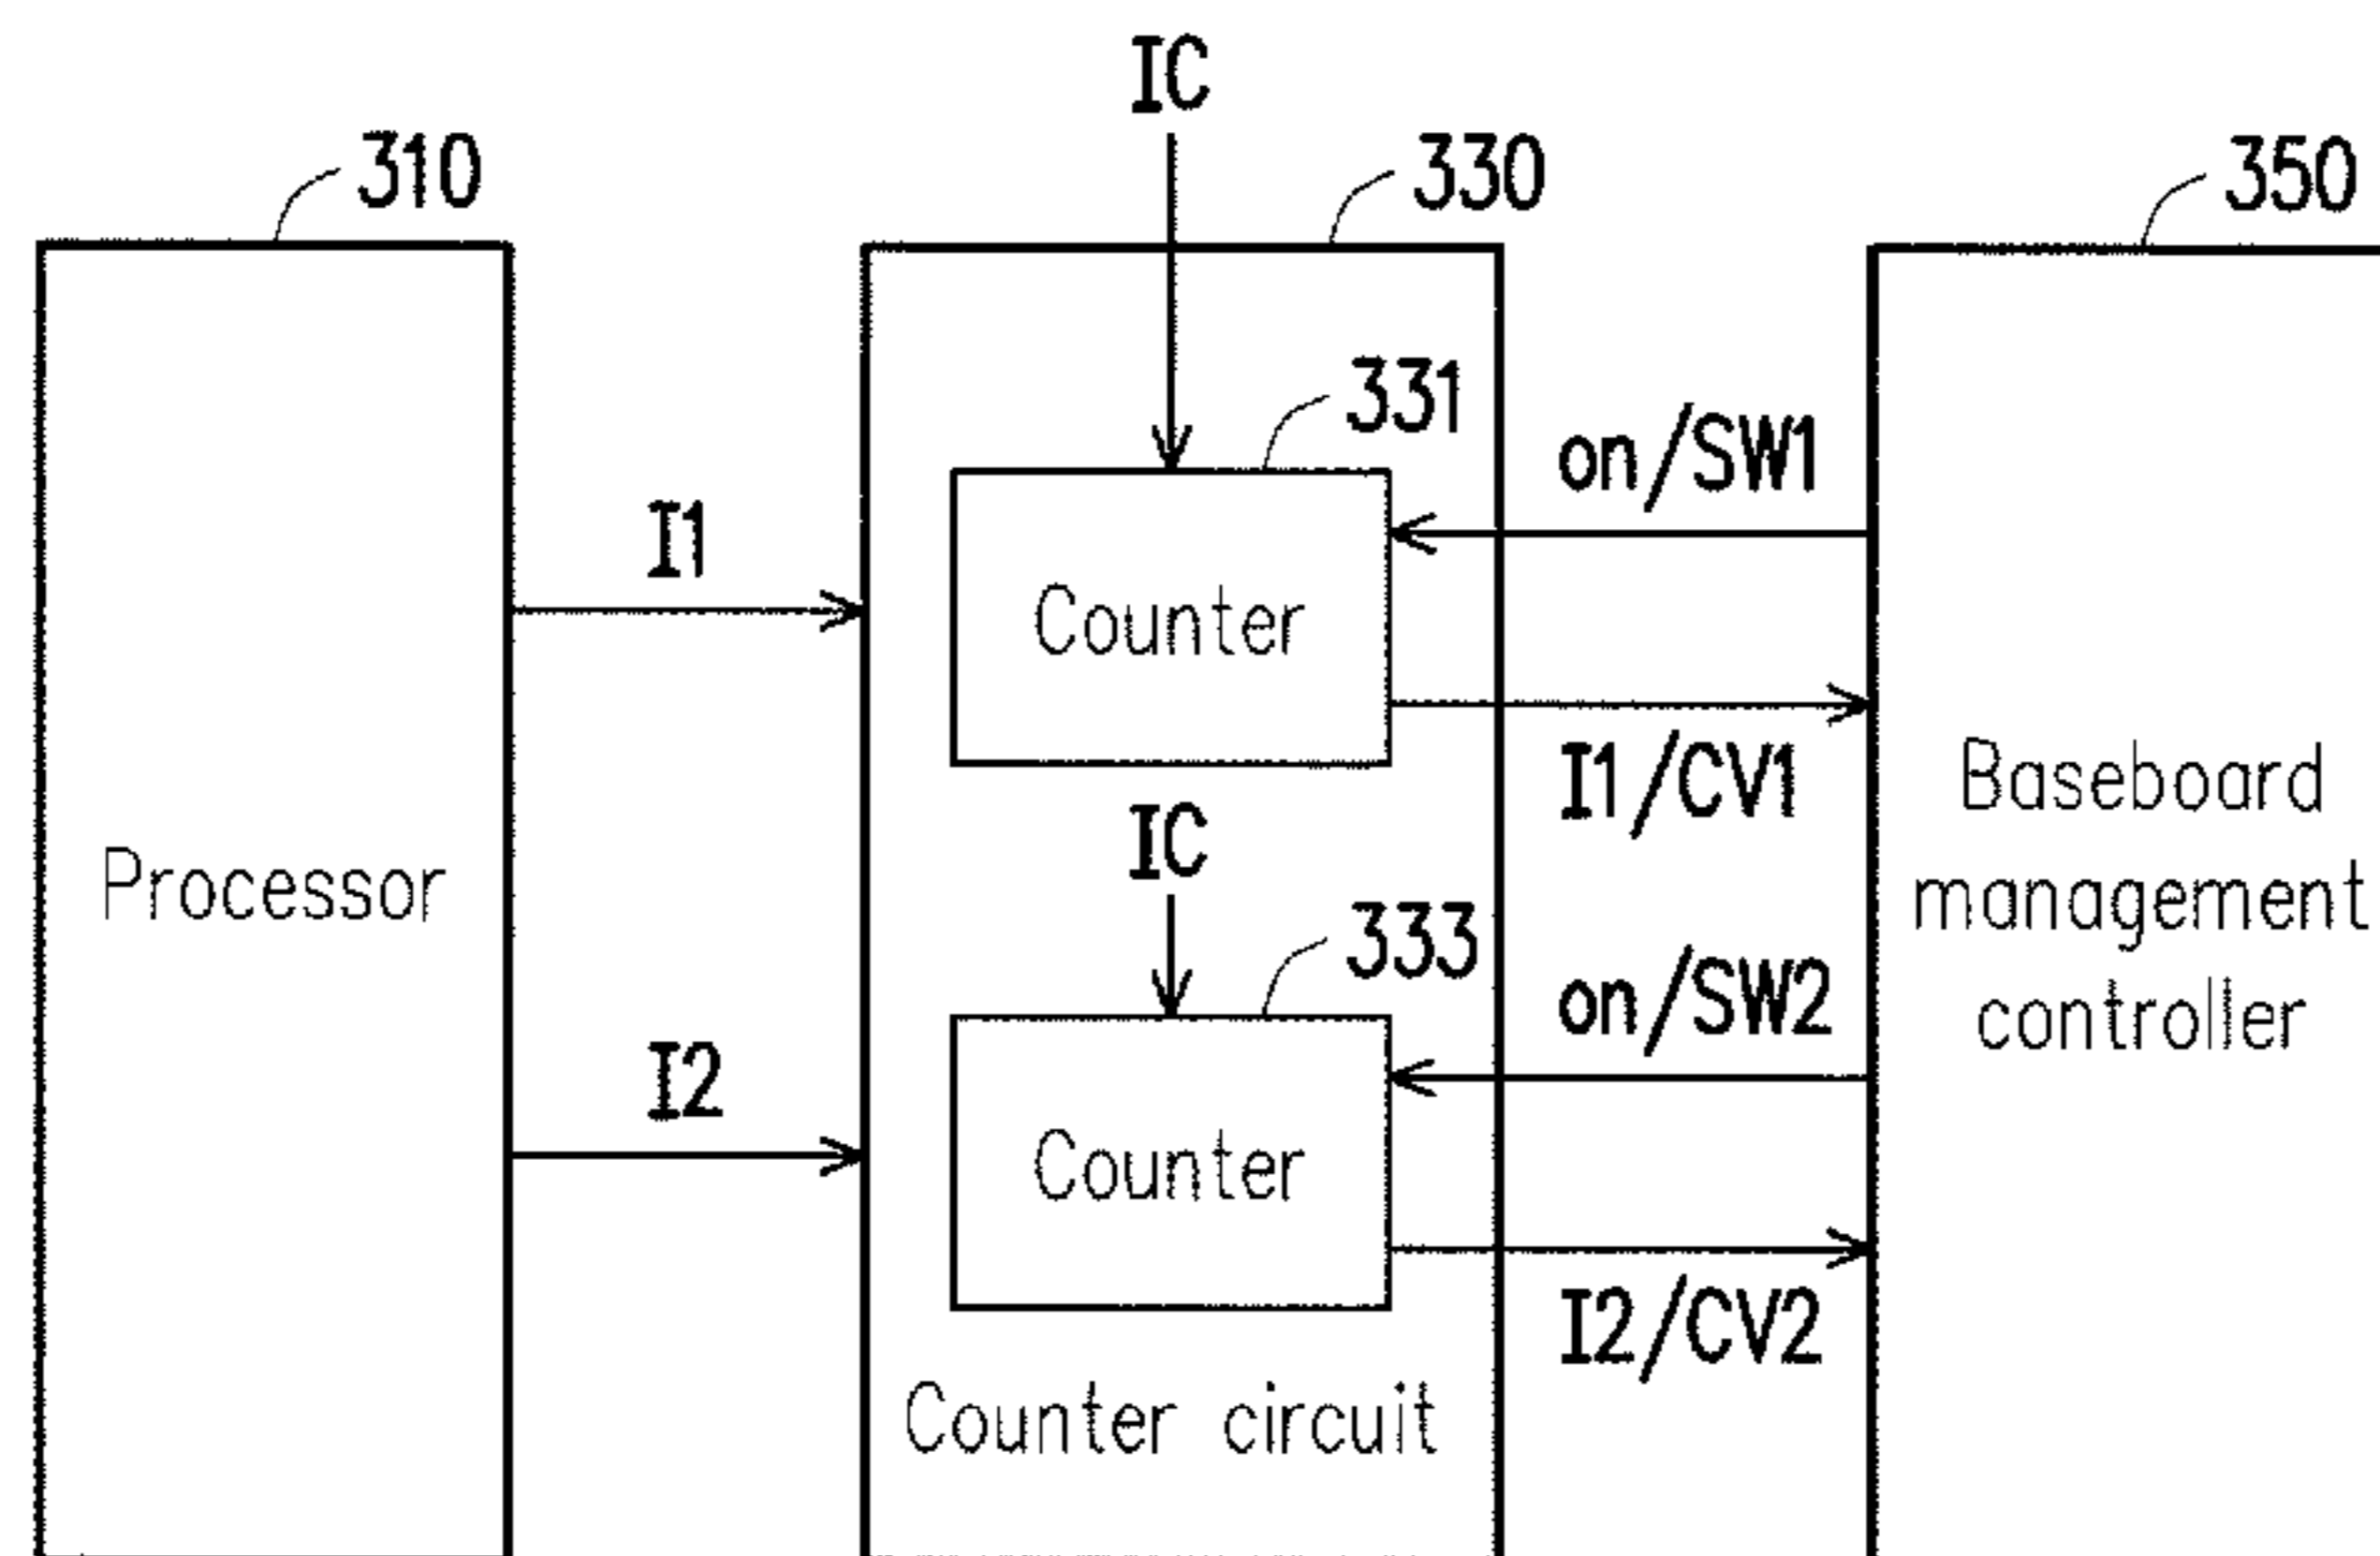 IC
310
330
350
331
on/SW1
I1
Counter
I1/CV1
Baseboard
management
controller
IC
Processor
333
on/SW2
I2
Counter
I2/CV2
Counter circuit